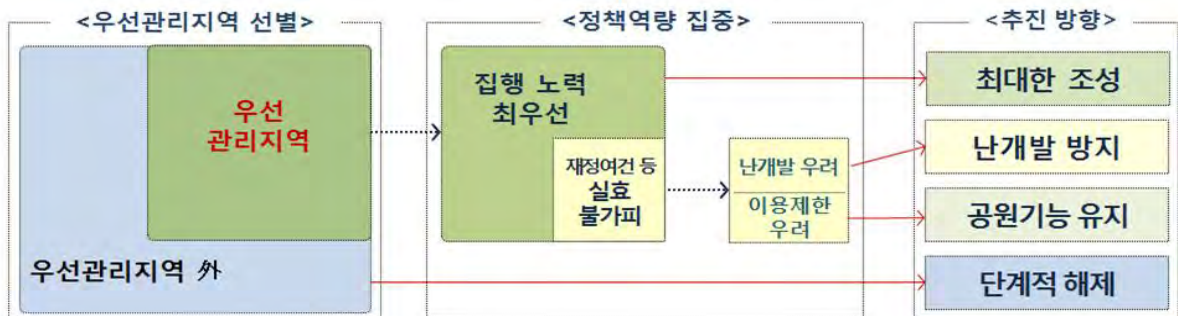 <우선관리지역 선별>
우선
관리지역
우선관리지역 外
<정책역량 집중>
집행 노력
최우선
재정여건 등
실효
불가피
난개발 우려
이용제한
우려
<추진 방향>
최대한 조성
난개발 방지
공원기능 유지
단계적 해제